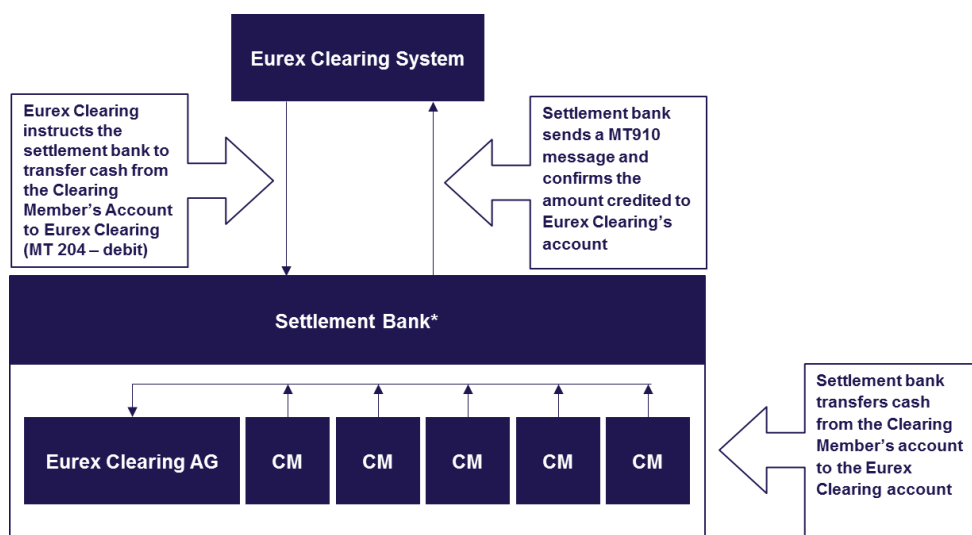 Eurex Clearing System
Eurex Clearing
instructs the
settlement bank to
transfer cash from
the Clearing
Member's Account
to Eurex Clearing
(MT 204 – debit)
Settlement bank
sends a MT910
message and
confirms the
amount credited to
Eurex Clearing's
account
Settlement Bank*
Eurex Clearing AG
CM
CM
CM
CM
CM
Settlement bank
transfers cash
from the Clearing
Member's account
to the Eurex
Clearing account